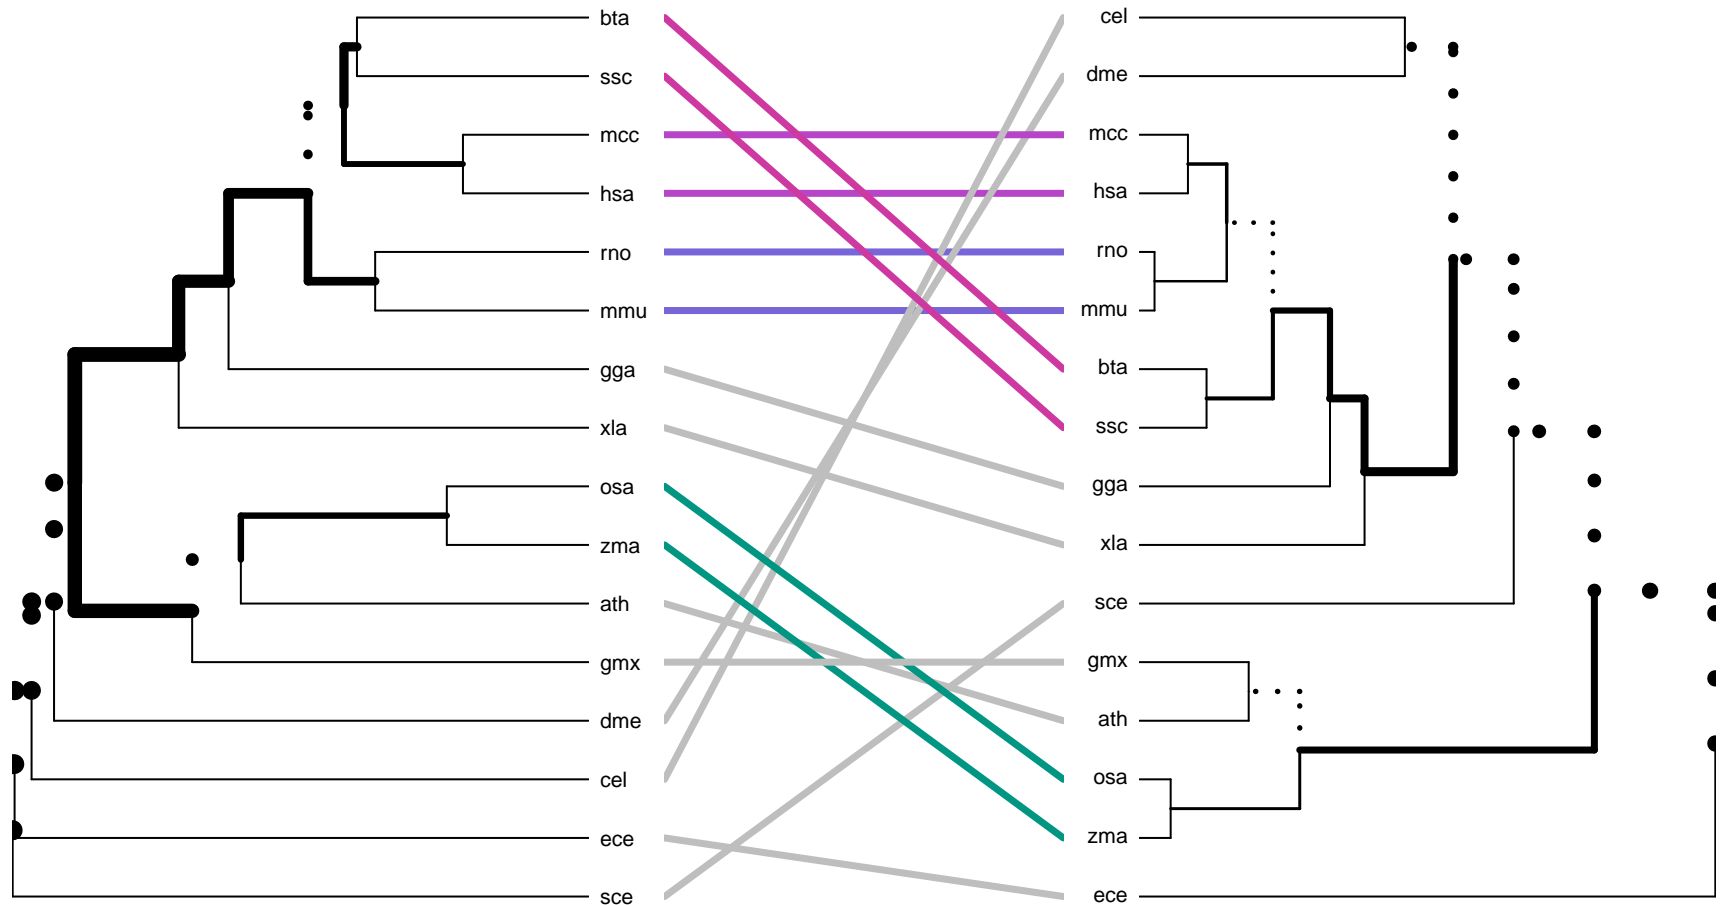 bta
ssc
mcc
hsa
rno
mmu
gga
xla
osa
zma
ath
gmx
dme
cel
ece
sce
cel
dme
mcc
hsa
rno
mmu
bta
ssc
gga
xla
sce
gmx
ath
osa
zma
ece